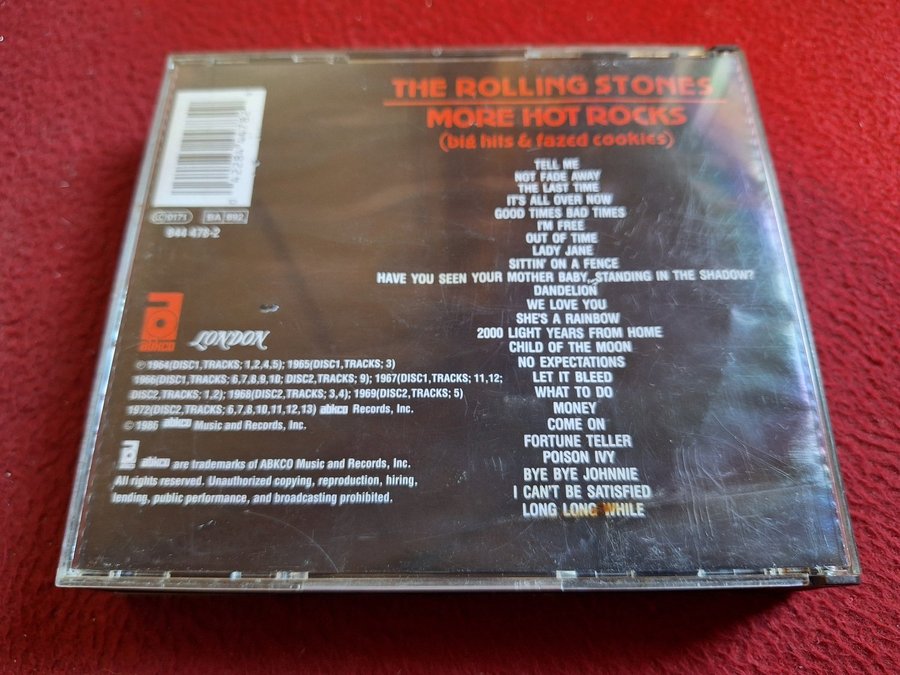 THE ROLLING STONES
MORE HOT ROCKS
(big hits & fazed cookies)
TELL ME
NOT FADE AWAY
THE LAST TIME
IT'S ALL OVER NOW
GOOD TIMES BAD TIMES
I'M FREE
OUT OF TIME
LADY JANE
SITTIN' ON A FENCE
HAVE YOU SEEN YOUR MOTHER BABY, STANDING IN THE SHADOW?
DANDELION
WE LOVE YOU
SHE'S A RAINBOW
2000 LIGHT YEARS FROM HOME
CHILD OF THE MOON
NO EXPECTATIONS
LET IT BLEED
WHAT TO DO
MONEY
COME ON
FORTUNE TELLER
POISON IVY
BYE BYE JOHNNIE
I CAN'T BE SATISFIED
LONG LONG WHILE
LC 0171 BA 892
844 478-2
abkco LONDON
℗ 1964(DISC1,TRACKS; 1,2,4,5); 1965(DISC1,TRACKS; 3)
1966(DISC1,TRACKS; 6,7,8,9,10; DISC2,TRACKS; 9); 1967(DISC1,TRACKS; 11,12;
DISC2,TRACKS; 1,2); 1968(DISC2,TRACKS; 3,4); 1969(DISC2,TRACKS; 5)
1972(DISC2,TRACKS; 6,7,8,10,11,12,13) abkco Records, Inc.
© 1986 abkco Music and Records, Inc.
abkco are trademarks of ABKCO Music and Records, Inc.
All rights reserved. Unauthorized copying, reproduction, hiring,
lending, public performance, and broadcasting prohibited.